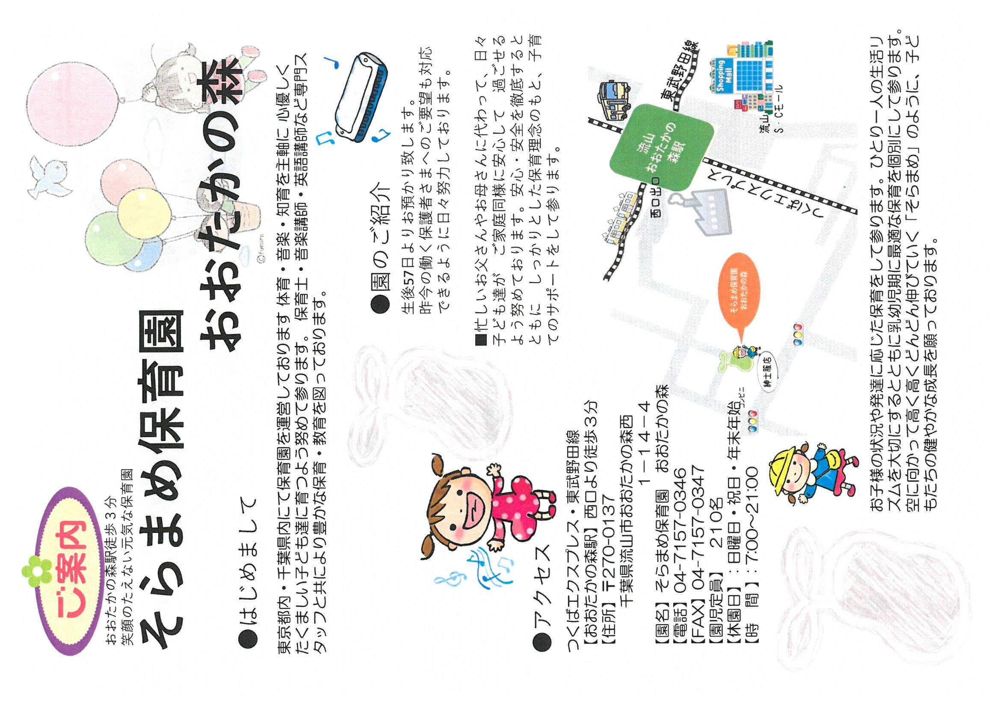 ご案内
おおたかの森駅徒歩３分
笑顔のたえない元気な保育園
そらまめ保育園
おおたかの森
©fumira
●はじめまして
東京都内・千葉県内にて保育園を運営しております 体育・音楽・知育を主軸に 心優しく
たくましい子ども達に育つよう努めて参ります。保育士・音楽講師・英語講師など専門ス
タッフと共により豊かな保育・教育を図っております。
●園のご紹介
生後57日よりお預かり致します。
昨今の働く保護者さまへのご要望も対応
できるように日々努力しております。
■忙しいお父さんやお母さんに代わって、日々
子ども達が　ご家庭同様に安心して　過ごせる
よう努めております。安心・安全を徹底すると
ともに　しっかりとした保育理念のもと、子育
てのサポートをして参ります。
●アクセス
つくばエクスプレス・東武野田線
【おおたかの森駅】西口より徒歩３分
【住所】〒270-0137
千葉県流山市おおたかの森西
１－１４－４
【園名】そらまめ保育園　おおたかの森
【電話】04-7157-0346
【FAX】04-7157-0347
【園児定員】　２１０名
【休園日】：日曜日・祝日・年末年始
【時　間】：7:00～21:00
東武野田線
流山
おおたかの
森駅
西口出口
つくばエクスプレス
Shopping
Mall
流山
S・Cモール
そらまめ保育園
おおたかの森
紳士服店
コンビニ
お子様の状況や発達に応じた保育をして参ります。ひとり一人の生活リ
ズムを大切にするとともに乳幼児期に最適な保育を個別にして参ります。
空に向かって高く高くどんどん伸びていく「そらまめ」のように、子ど
もたちの健やかな成長を願っております。